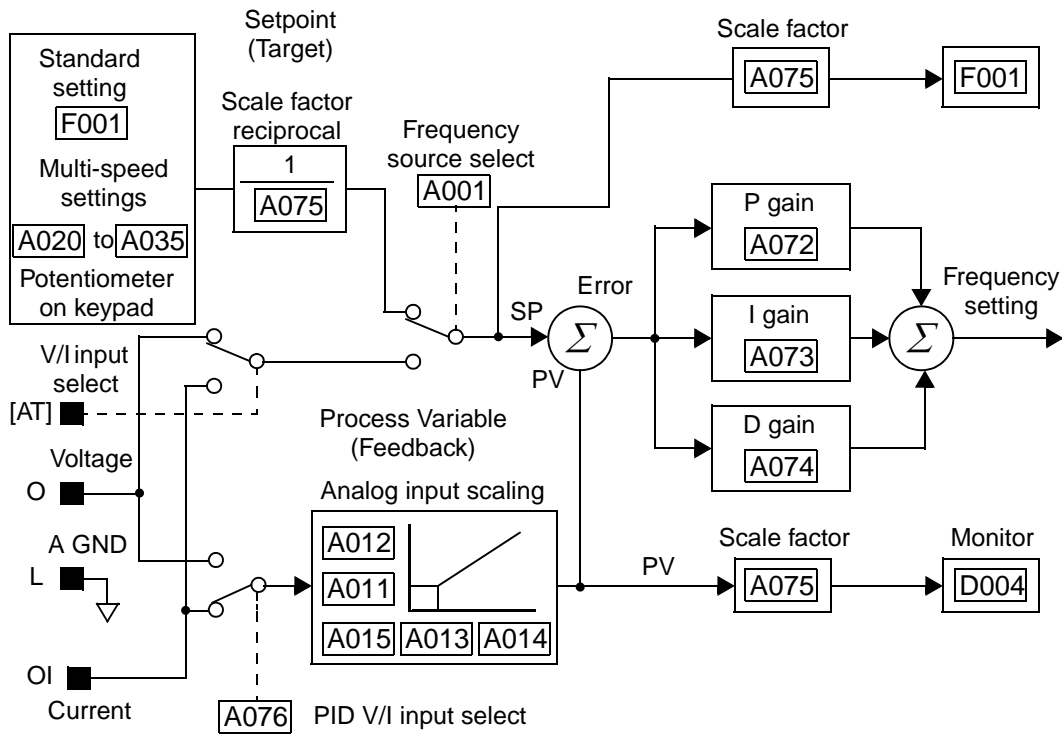 Setpoint
(Target)
Scale factor
A075
F001
Standard
setting
F001
Multi-speed
settings
A020 to A035
Potentiometer
on keypad
Scale factor
reciprocal
1
A075
Frequency
source select
A001
P gain
A072
I gain
A073
D gain
A074
Error
SP
Σ
PV
Σ
Frequency
setting
V/I input
select
[AT]
Voltage
O
A GND
L
OI
Current
Process Variable
(Feedback)
Analog input scaling
A012
A011
A015 A013 A014
A076 PID V/I input select
PV
Scale factor
A075
Monitor
D004